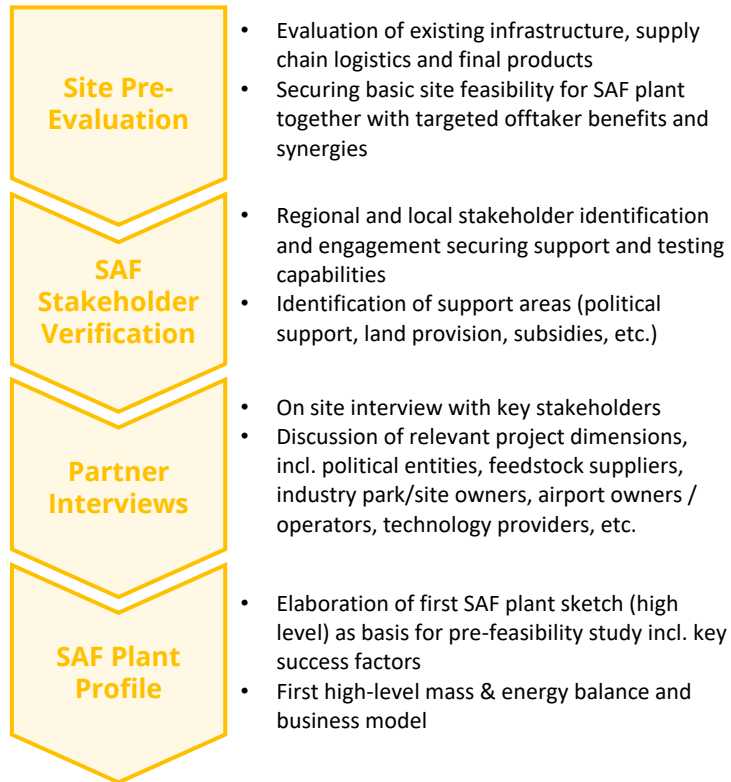 Site Pre-
Evaluation
• Evaluation of existing infrastructure, supply
chain logistics and final products
• Securing basic site feasibility for SAF plant
together with targeted offtaker benefits and
synergies
SAF
Stakeholder
Verification
• Regional and local stakeholder identification
and engagement securing support and testing
capabilities
• Identification of support areas (political
support, land provision, subsidies, etc.)
Partner
Interviews
• On site interview with key stakeholders
• Discussion of relevant project dimensions,
incl. political entities, feedstock suppliers,
industry park/site owners, airport owners /
operators, technology providers, etc.
SAF Plant
Profile
• Elaboration of first SAF plant sketch (high
level) as basis for pre-feasibility study incl. key
success factors
• First high-level mass & energy balance and
business model